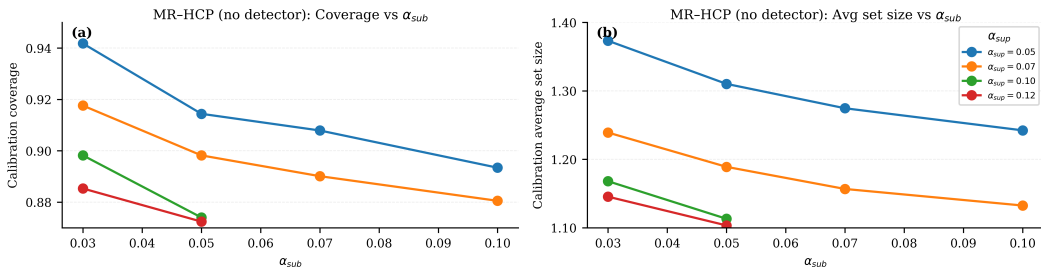 MR–HCP (no detector): Coverage vs α_sub
(a)
Calibration coverage
0.94
0.92
0.90
0.88
0.03 0.04 0.05 0.06 0.07 0.08 0.09 0.10
α_sub
MR–HCP (no detector): Avg set size vs α_sub
(b)
Calibration average set size
1.40
1.30
1.20
1.10
0.03 0.04 0.05 0.06 0.07 0.08 0.09 0.10
α_sub
α_sup
α_sup = 0.05
α_sup = 0.07
α_sup = 0.10
α_sup = 0.12